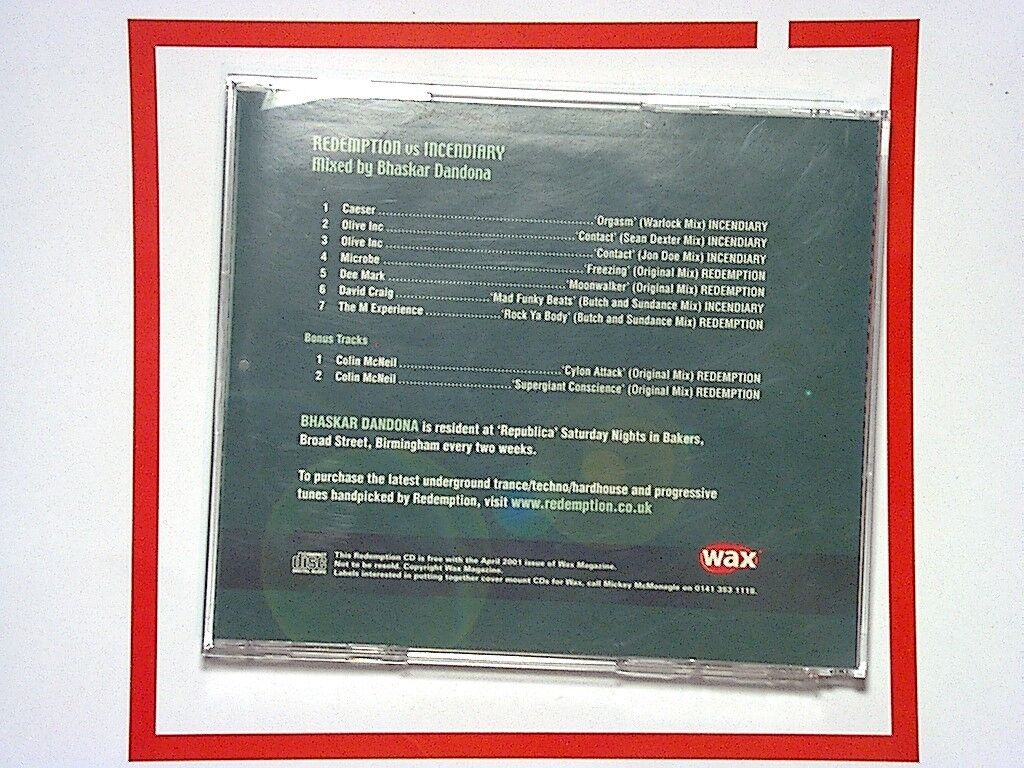 REDEMPTION vs INCENDIARY
Mixed by Bhaskar Dandona
1 Caeser ........ 'Orgasm' (Warlock Mix) INCENDIARY
2 Olive Inc ........ 'Contact' (Sean Dexter Mix) INCENDIARY
3 Olive Inc ........ 'Contact' (Jon Doe Mix) INCENDIARY
4 Microbe ........ 'Freezing' (Original Mix) REDEMPTION
5 Dee Mark ........ 'Moonwalker' (Original Mix) REDEMPTION
6 David Craig ........ 'Mad Funky Beats' (Butch and Sundance Mix) INCENDIARY
7 The M Experience ........ 'Rock Ya Body' (Butch and Sundance Mix) REDEMPTION
Bonus Tracks
1 Colin McNeil ........ 'Cylon Attack' (Original Mix) REDEMPTION
2 Colin McNeil ........ 'Supergiant Conscience' (Original Mix) REDEMPTION
BHASKAR DANDONA is resident at 'Republica' Saturday Nights in Bakers,
Broad Street, Birmingham every two weeks.
To purchase the latest underground trance/techno/hardhouse and progressive
tunes handpicked by Redemption, visit www.redemption.co.uk
disc
This Redemption CD is free with the April 2001 issue of Wax Magazine.
Not to be resold. Copyright Wax Magazine.
Labels interested in putting together cover mount CDs for Wax, call Mickey McMonagle on 0141 353 1118.
wax